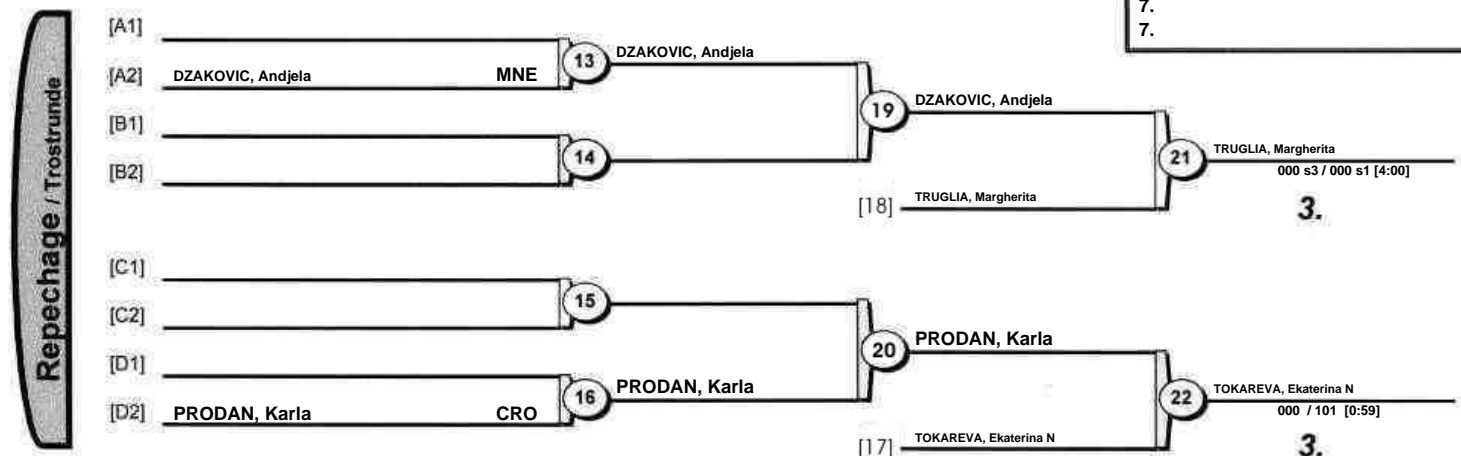 7.
7.
Repechage / Trostrunde
[A1]
[A2] DZAKOVIC, Andjela MNE
13 DZAKOVIC, Andjela
[B1]
[B2]
14
19 DZAKOVIC, Andjela
[18] TRUGLIA, Margherita
21 TRUGLIA, Margherita
000 s3 / 000 s1 [4:00]
3.
[C1]
[C2]
15
[D1]
[D2] PRODAN, Karla CRO
16 PRODAN, Karla
20 PRODAN, Karla
[17] TOKAREVA, Ekaterina N
22 TOKAREVA, Ekaterina N
000 / 101 [0:59]
3.